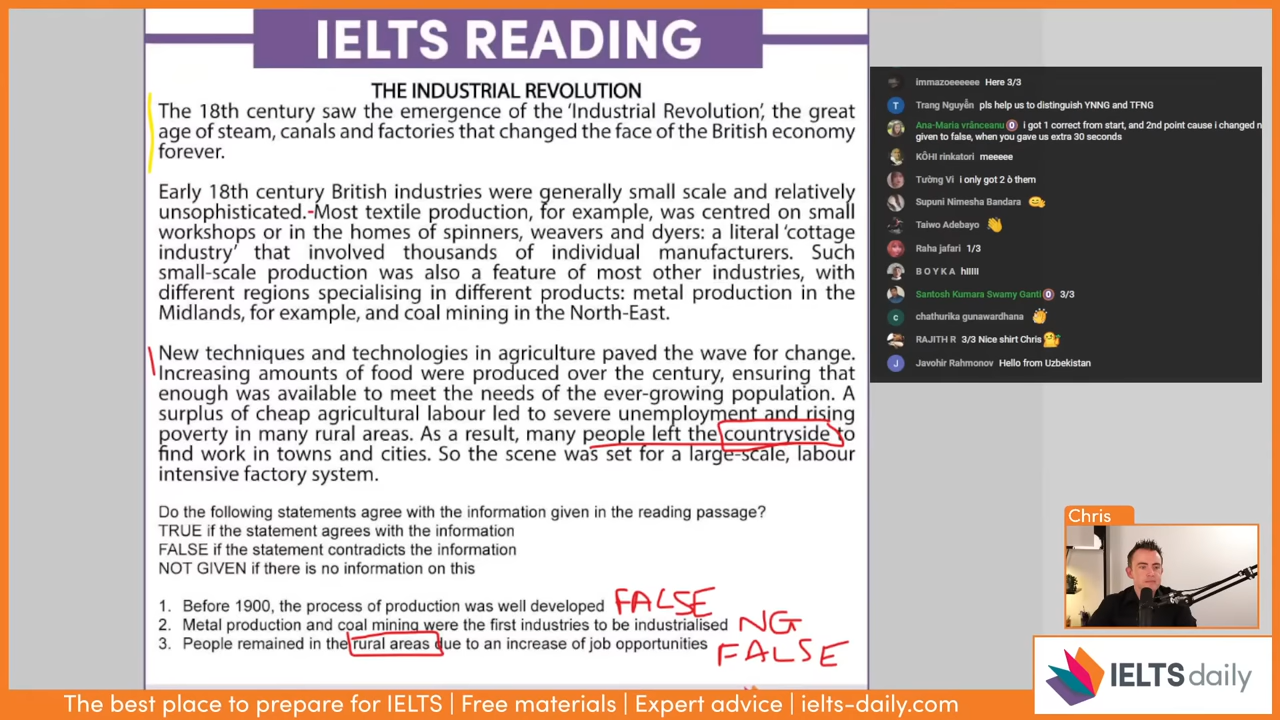 IELTS READING
THE INDUSTRIAL REVOLUTION
The 18th century saw the emergence of the 'Industrial Revolution', the great
age of steam, canals and factories that changed the face of the British economy
forever.
Early 18th century British industries were generally small scale and relatively
unsophisticated. Most textile production, for example, was centred on small
workshops or in the homes of spinners, weavers and dyers: a literal 'cottage
industry' that involved thousands of individual manufacturers. Such
small-scale production was also a feature of most other industries, with
different regions specialising in different products: metal production in the
Midlands, for example, and coal mining in the North-East.
New techniques and technologies in agriculture paved the wave for change.
Increasing amounts of food were produced over the century, ensuring that
enough was available to meet the needs of the ever-growing population. A
surplus of cheap agricultural labour led to severe unemployment and rising
poverty in many rural areas. As a result, many people left the countryside to
find work in towns and cities. So the scene was set for a large-scale, labour
intensive factory system.
Do the following statements agree with the information given in the reading passage?
TRUE if the statement agrees with the information
FALSE if the statement contradicts the information
NOT GIVEN if there is no information on this
1. Before 1900, the process of production was well developed FALSE
2. Metal production and coal mining were the first industries to be industrialised NG
3. People remained in the rural areas due to an increase of job opportunities FALSE
immazoeeeeee Here 3/3
T Trang Nguyễn pls help us to distinguish YNNG and TFNG
Ana-Maria vrânceanu 0 i got 1 correct from start, and 2nd point cause i changed n
given to false, when you gave us extra 30 seconds
KÔHI rinkatori meeeee
Tường Vi i only got 2 ò them
Supuni Nimesha Bandara
Taiwo Adebayo
Raha jafari 1/3
B O Y K A hIIIII
Santosh Kumara Swamy Ganti 0 3/3
c chathurika gunawardhana
RAJITH R 3/3 Nice shirt Chris
J Javohir Rahmonov Hello from Uzbekistan
Chris
IELTS daily
The best place to prepare for IELTS | Free materials | Expert advice | ielts-daily.com